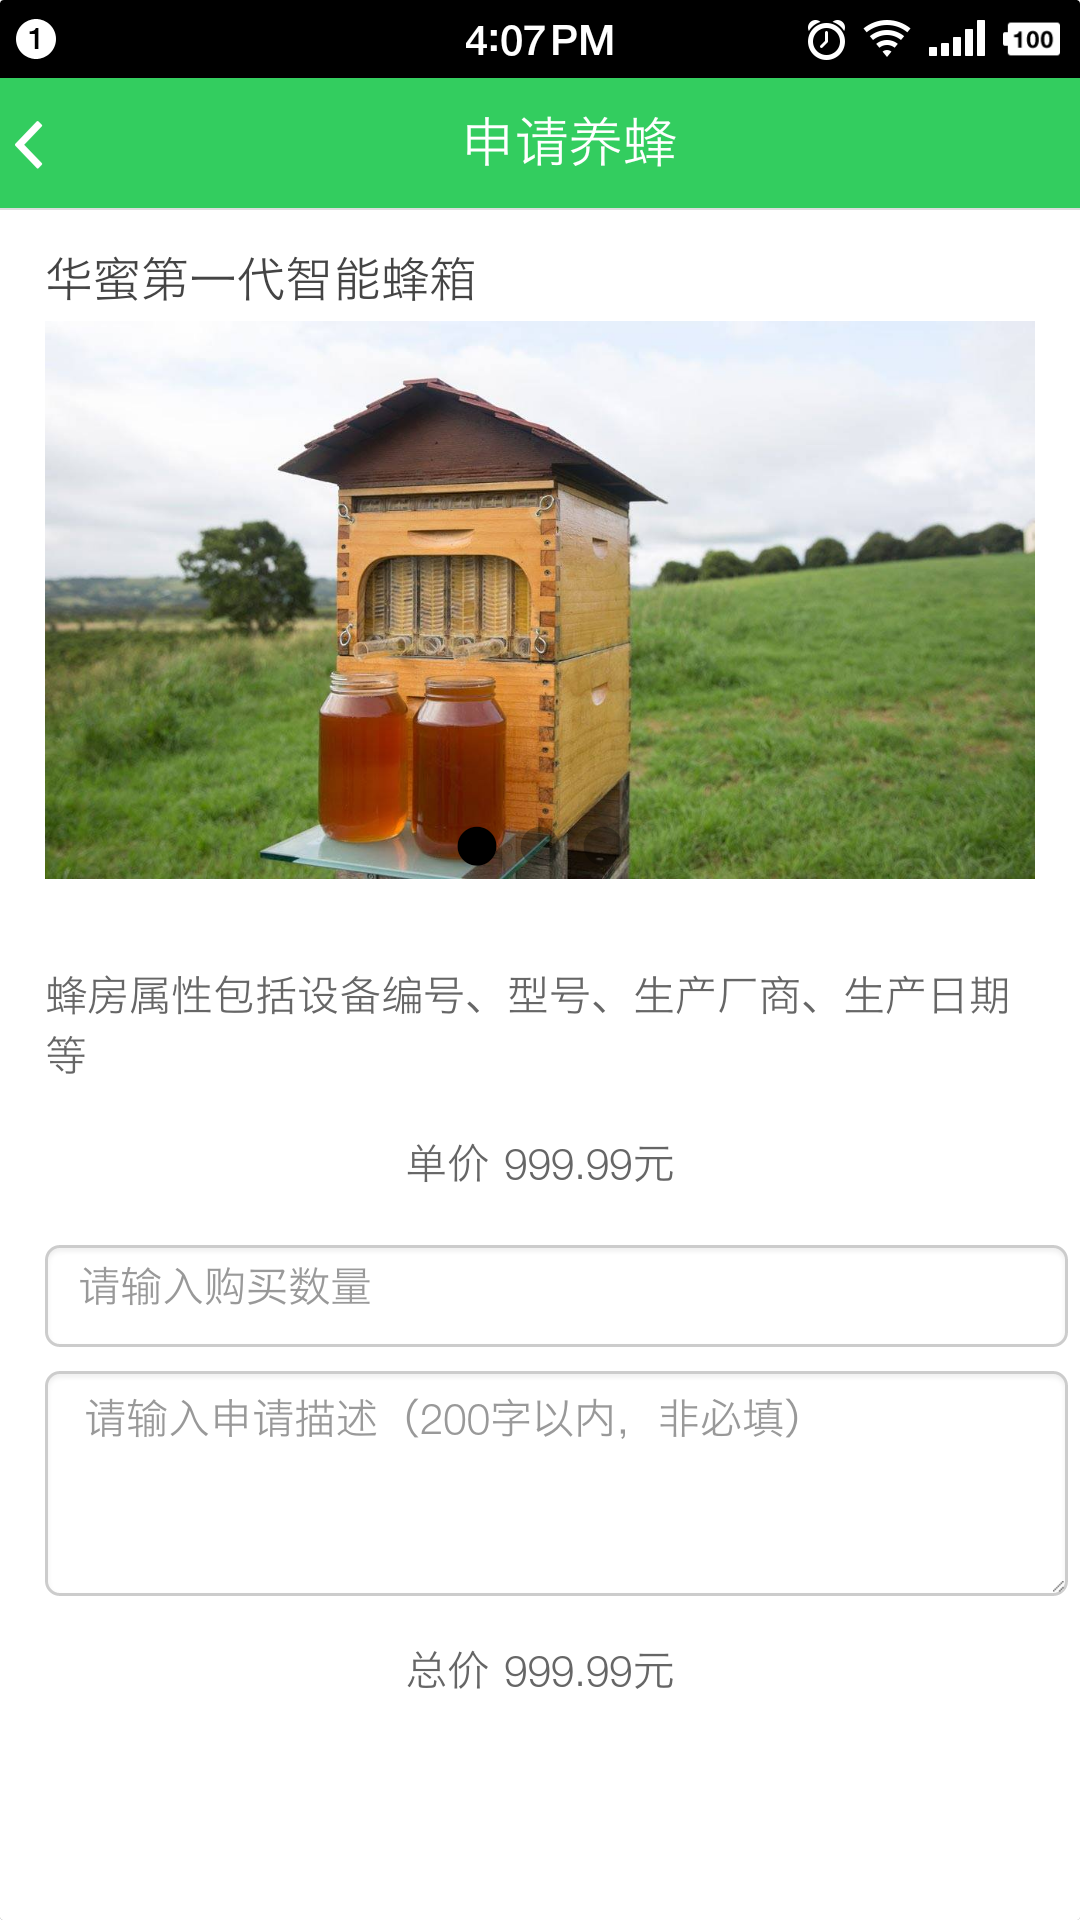 1
4:07PM
100
申请养蜂
华蜜第一代智能蜂箱
蜂房属性包括设备编号、型号、生产厂商、生产日期
等
单价 999.99元
请输入购买数量
请输入申请描述（200字以内，非必填）
总价 999.99元